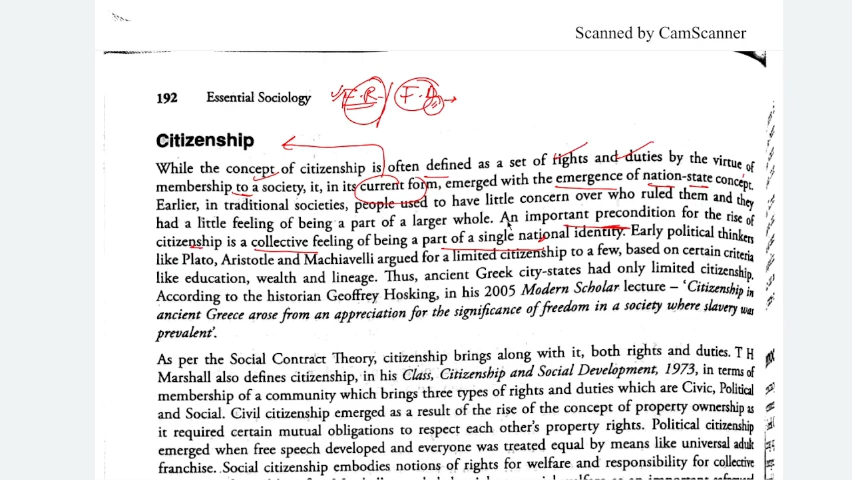 Scanned by CamScanner
192 Essential Sociology F.R / F.D
Citizenship
While the concept of citizenship is often defined as a set of rights and duties by the virtue of
membership to a society, it, in its current form, emerged with the emergence of nation-state concept.
Earlier, in traditional societies, people used to have little concern over who ruled them and they
had a little feeling of being a part of a larger whole. An important precondition for the rise of
citizenship is a collective feeling of being a part of a single national identity. Early political thinkers
like Plato, Aristotle and Machiavelli argued for a limited citizenship to a few, based on certain criteria
like education, wealth and lineage. Thus, ancient Greek city-states had only limited citizenship.
According to the historian Geoffrey Hosking, in his 2005 Modern Scholar lecture – 'Citizenship in
ancient Greece arose from an appreciation for the significance of freedom in a society where slavery was
prevalent'.
As per the Social Contract Theory, citizenship brings along with it, both rights and duties. T H
Marshall also defines citizenship, in his Class, Citizenship and Social Development, 1973, in terms of
membership of a community which brings three types of rights and duties which are Civic, Political
and Social. Civil citizenship emerged as a result of the rise of the concept of property ownership as
it required certain mutual obligations to respect each other's property rights. Political citizenship
emerged when free speech developed and everyone was treated equal by means like universal adult
franchise. Social citizenship embodies notions of rights for welfare and responsibility for collective